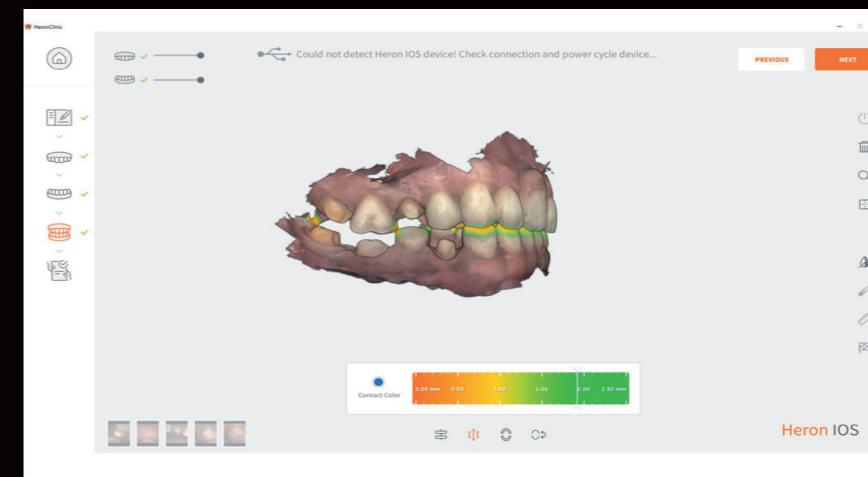 HeronClinic
Could not detect Heron IOS device! Check connection and power cycle device...
PREVIOUS
NEXT
Contact Color
0.00 mm 0.50 1.00 1.50 2.00 2.50 mm
Heron IOS